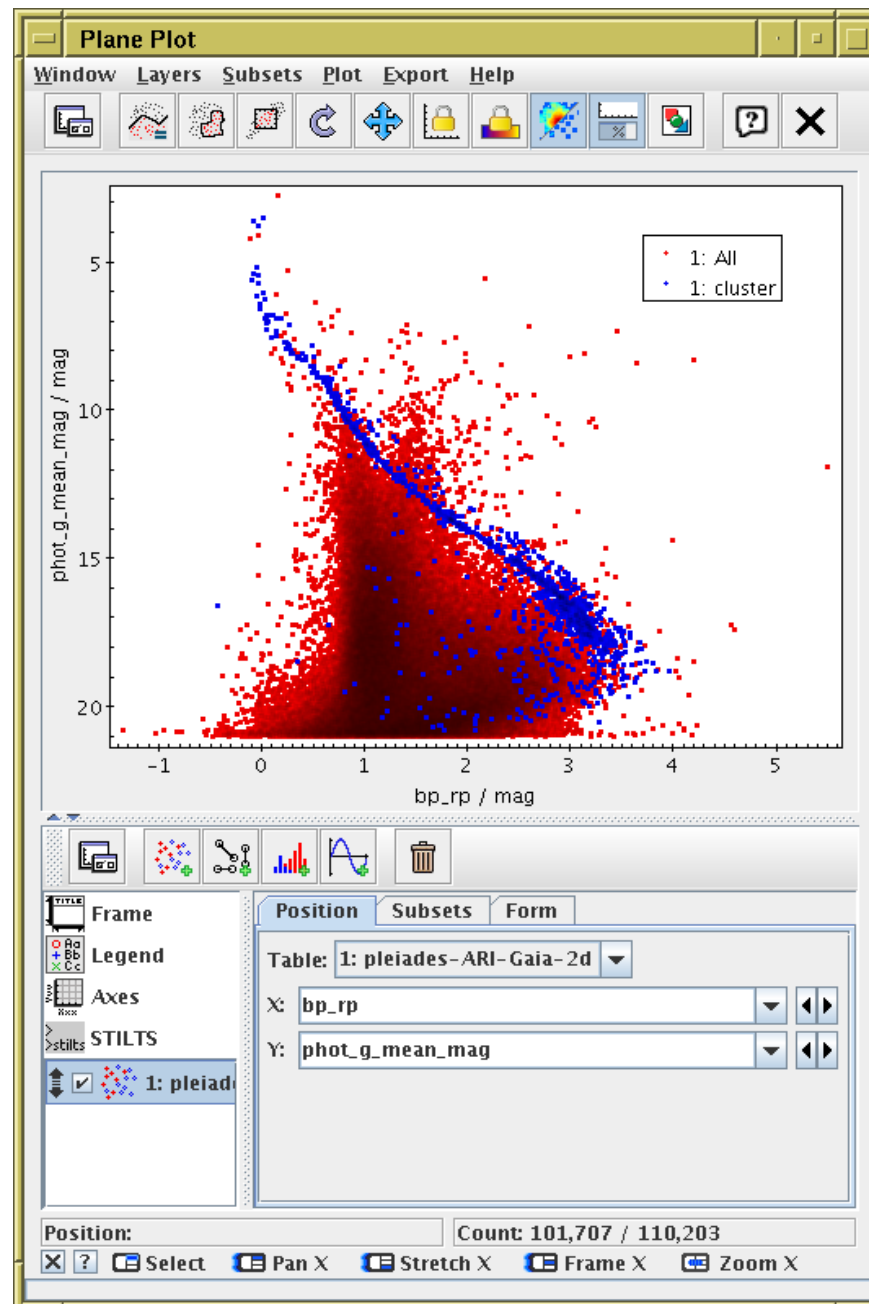 Plane Plot
Window Layers Subsets Plot Export Help
1: All
1: cluster
5
10
15
20
phot_g_mean_mag / mag
-1 0 1 2 3 4 5
bp_rp / mag
Frame
Legend
Axes
STILTS
1: pleiad
Position Subsets Form
Table: 1: pleiades-ARI-Gaia-2d
X: bp_rp
Y: phot_g_mean_mag
Position:
Count: 101,707 / 110,203
Select Pan X Stretch X Frame X Zoom X